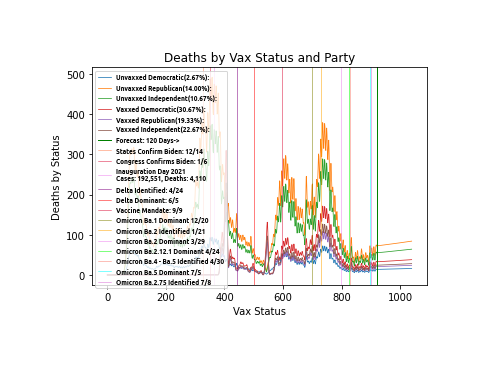 Deaths by Vax Status and Party
Deaths by Status
500
400
300
200
100
0
Unvaxxed Democratic(2.67%):
Unvaxxed Republican(14.00%):
Unvaxxed Independent(10.67%):
Vaxxed Democratic(30.67%):
Vaxxed Republican(19.33%):
Vaxxed Independent(22.67%):
Forecast: 120 Days->
States Confirm Biden: 12/14
Congress Confirms Biden: 1/6
Inauguration Day 2021
Cases: 192,551, Deaths: 4,110
Delta Identified: 4/24
Delta Dominant: 6/5
Vaccine Mandate: 9/9
Omicron Ba.1 Dominant 12/20
Omicron Ba.2 Identified 1/21
Omicron Ba.2 Dominant 3/29
Omicron Ba.2.12.1 Dominant 4/24
Omicron Ba.4 - Ba.5 Identified 4/30
Omicron Ba.5 Dominant 7/5
Omicron Ba.2.75 Identified 7/8
0 200 400 600 800 1000
Vax Status